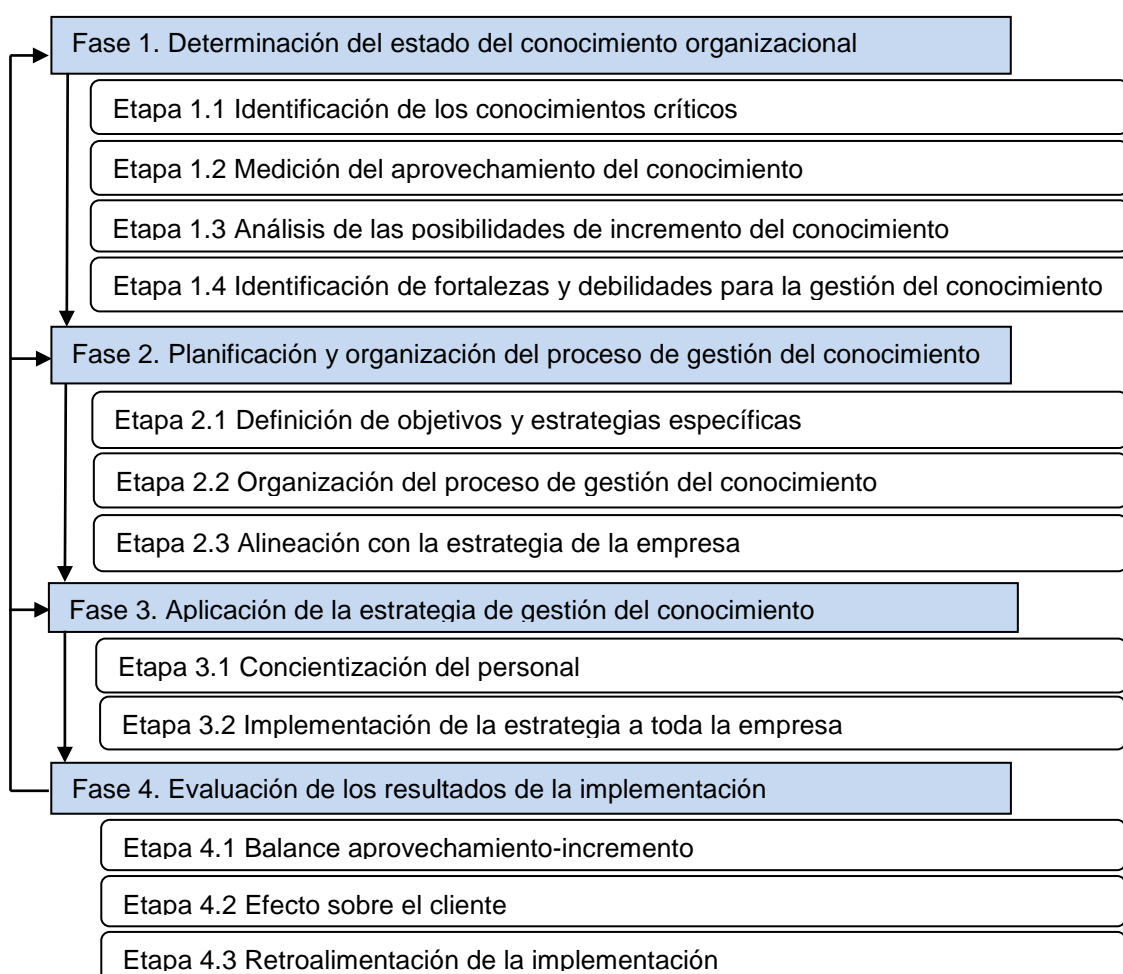 Fase 1. Determinación del estado del conocimiento organizacional
Etapa 1.1 Identificación de los conocimientos críticos
Etapa 1.2 Medición del aprovechamiento del conocimiento
Etapa 1.3 Análisis de las posibilidades de incremento del conocimiento
Etapa 1.4 Identificación de fortalezas y debilidades para la gestión del conocimiento
Fase 2. Planificación y organización del proceso de gestión del conocimiento
Etapa 2.1 Definición de objetivos y estrategias específicas
Etapa 2.2 Organización del proceso de gestión del conocimiento
Etapa 2.3 Alineación con la estrategia de la empresa
Fase 3. Aplicación de la estrategia de gestión del conocimiento
Etapa 3.1 Concientización del personal
Etapa 3.2 Implementación de la estrategia a toda la empresa
Fase 4. Evaluación de los resultados de la implementación
Etapa 4.1 Balance aprovechamiento-incremento
Etapa 4.2 Efecto sobre el cliente
Etapa 4.3 Retroalimentación de la implementación